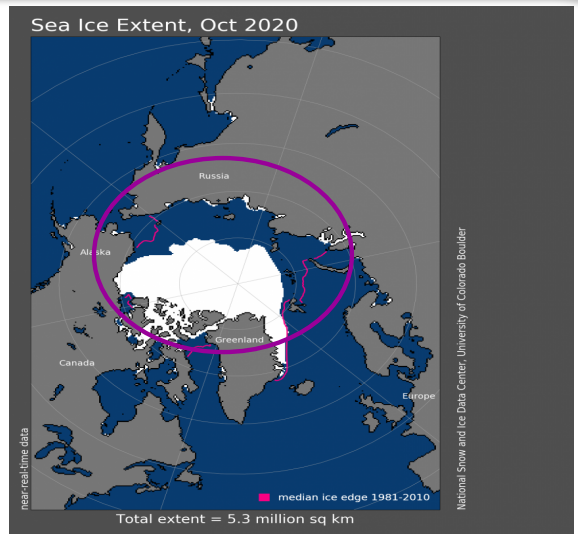 Sea Ice Extent, Oct 2020
Russia
Alaska
Greenland
Canada
Europe
near-real-time data
median ice edge 1981-2010
Total extent = 5.3 million sq km
National Snow and Ice Data Center, University of Colorado Boulder